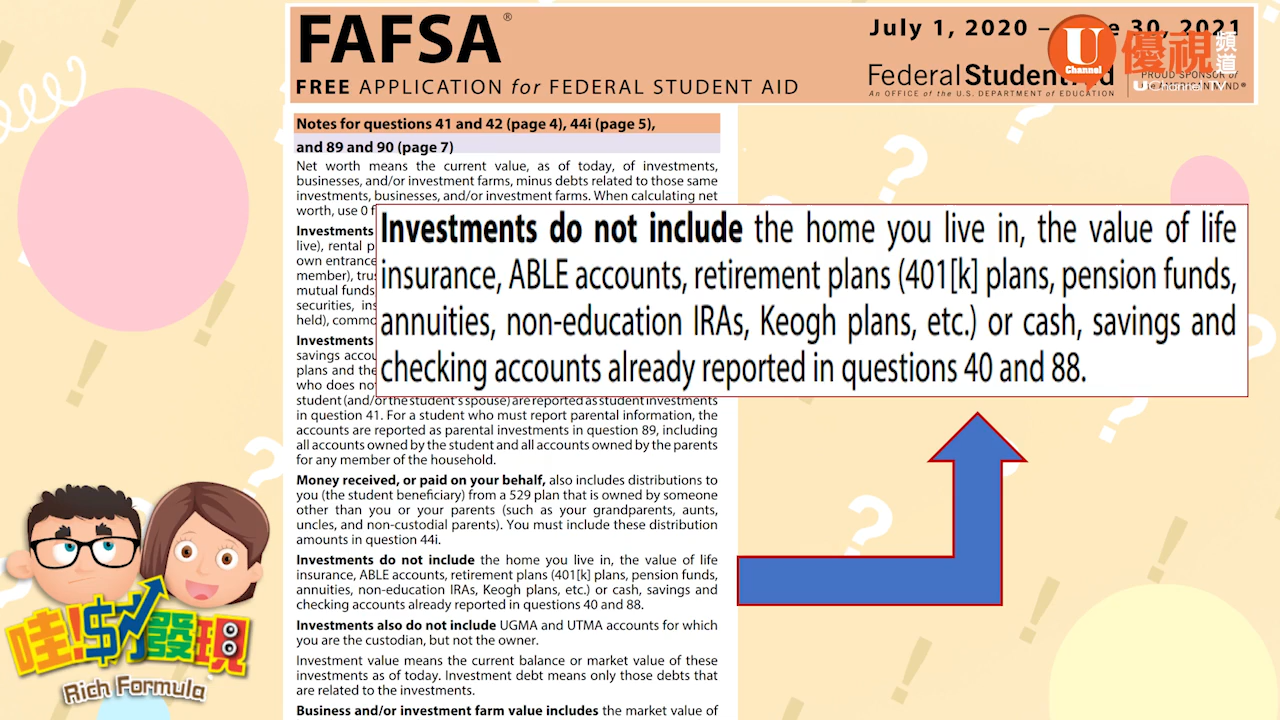 FAFSA®
July 1, 2020 – e 30, 2021
FREE APPLICATION for FEDERAL STUDENT AID
Federal Student d
An OFFICE of the U.S. DEPARTMENT of EDUCATION
PROUD SPONSOR of
MIND®
U
Channel
優視
頻道
U Channel TV
Notes for questions 41 and 42 (page 4), 44i (page 5),
and 89 and 90 (page 7)
Net worth means the current value, as of today, of investments,
businesses, and/or investment farms, minus debts related to those same
investments, businesses, and/or investment farms. When calculating net
worth, use 0
Investments
live), rental
own entrance
member),
mutual funds
securities,
held),
Investments do not include the home you live in, the value of life
insurance, ABLE accounts, retirement plans (401[k] plans, pension funds,
annuities, non-education IRAs, Keogh plans, etc.) or cash, savings and
checking accounts already reported in questions 40 and 88.
Investments
savings
plans and the
who does
student (and/or the student's spouse) are reported as student investments
in question 41. For a student who must report parental information, the
accounts are reported as parental investments in question 89, including
all accounts owned by the student and all accounts owned by the parents
for any member of the household.
Money received, or paid on your behalf, also includes distributions to
you (the student beneficiary) from a 529 plan that is owned by someone
other than you or your parents (such as your grandparents, aunts,
uncles, and non-custodial parents). You must include these distribution
amounts in question 44i.
Investments do not include the home you live in, the value of life
insurance, ABLE accounts, retirement plans (401[k] plans, pension funds,
annuities, non-education IRAs, Keogh plans, etc.) or cash, savings and
checking accounts already reported in questions 40 and 88.
Investments also do not include UGMA and UTMA accounts for which
you are the custodian, but not the owner.
Investment value means the current balance or market value of these
investments as of today. Investment debt means only those debts that
are related to the investments.
Business and/or investment farm value includes the market value of
哇!$發現
Rich Formula